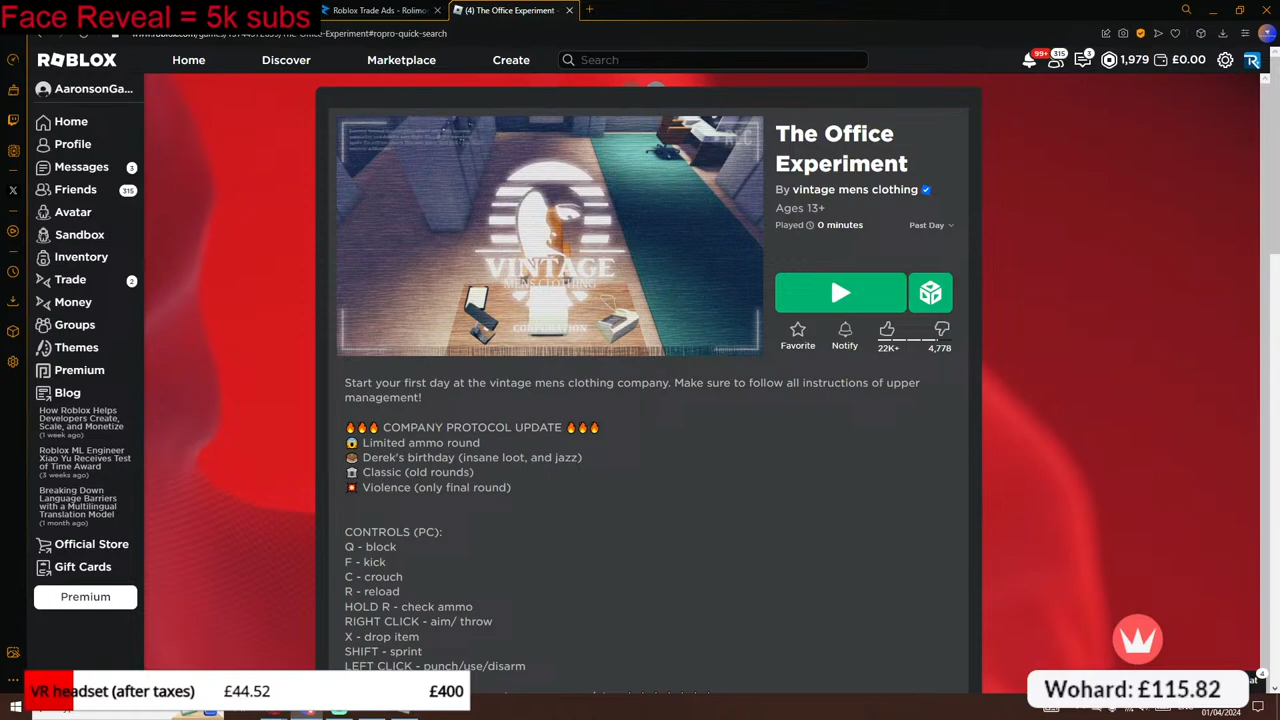 Face Reveal = 5k subs
Roblox Trade Ads - Rolimo
(4) The Office Experiment -
ROBLOX
Home
Discover
Marketplace
Create
Search
99+
315
3
1,979
£0.00
AaronsonGa...
Home
Profile
Messages
3
Friends
315
Avatar
Sandbox
Inventory
Trade
2
Money
Groups
Themes
Premium
Blog
How Roblox Helps
Developers Create,
Scale, and Monetize
(1 week ago)
Roblox ML Engineer
Xiao Yu Receives Test
of Time Award
(3 weeks ago)
Breaking Down
Language Barriers
with a Multilingual
Translation Model
(1 month ago)
Official Store
Gift Cards
Premium
VINTAGE
MENS CLOTHING
CORPORATION
The Office
Experiment
By vintage mens clothing
Ages 13+
Played 0 minutes
Past Day
Favorite
Notify
22K+
4,778
Start your first day at the vintage mens clothing company. Make sure to follow all instructions of upper
management!
🔥🔥🔥 COMPANY PROTOCOL UPDATE 🔥🔥🔥
😱 Limited ammo round
Derek's birthday (insane loot, and jazz)
🏛 Classic (old rounds)
💥 Violence (only final round)
CONTROLS (PC):
Q - block
F - kick
C - crouch
R - reload
HOLD R - check ammo
RIGHT CLICK - aim/ throw
X - drop item
SHIFT - sprint
LEFT CLICK - punch/use/disarm
VR headset (after taxes)
£44.52
£400
Wohard: £115.82
01/04/2024